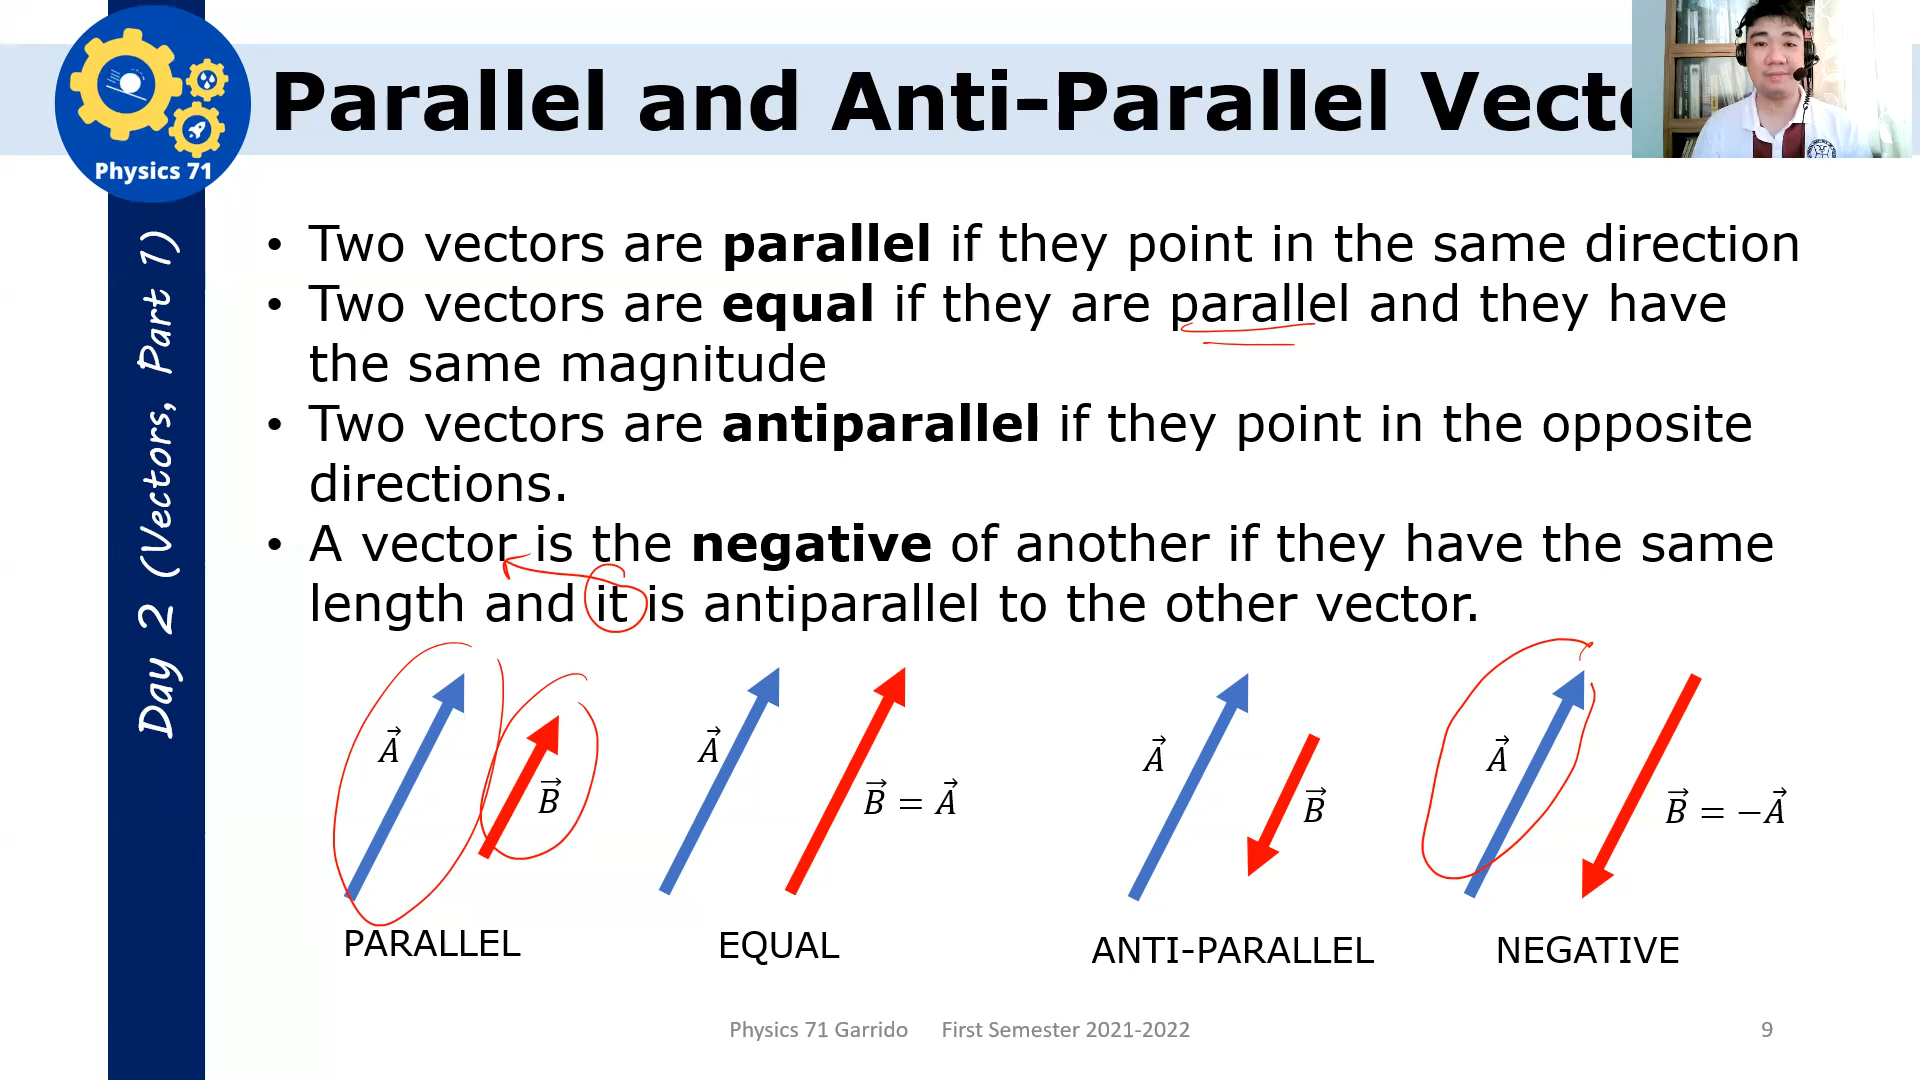 Parallel and Anti-Parallel Vecto
Physics 71
Day 2 (Vectors, Part 1)
• Two vectors are parallel if they point in the same direction
• Two vectors are equal if they are parallel and they have
the same magnitude
• Two vectors are antiparallel if they point in the opposite
directions.
• A vector is the negative of another if they have the same
length and it is antiparallel to the other vector.
A⃗
B⃗
PARALLEL
A⃗
B⃗ = A⃗
EQUAL
A⃗
B⃗
ANTI-PARALLEL
A⃗
B⃗ = −A⃗
NEGATIVE
Physics 71 Garrido First Semester 2021-2022
9